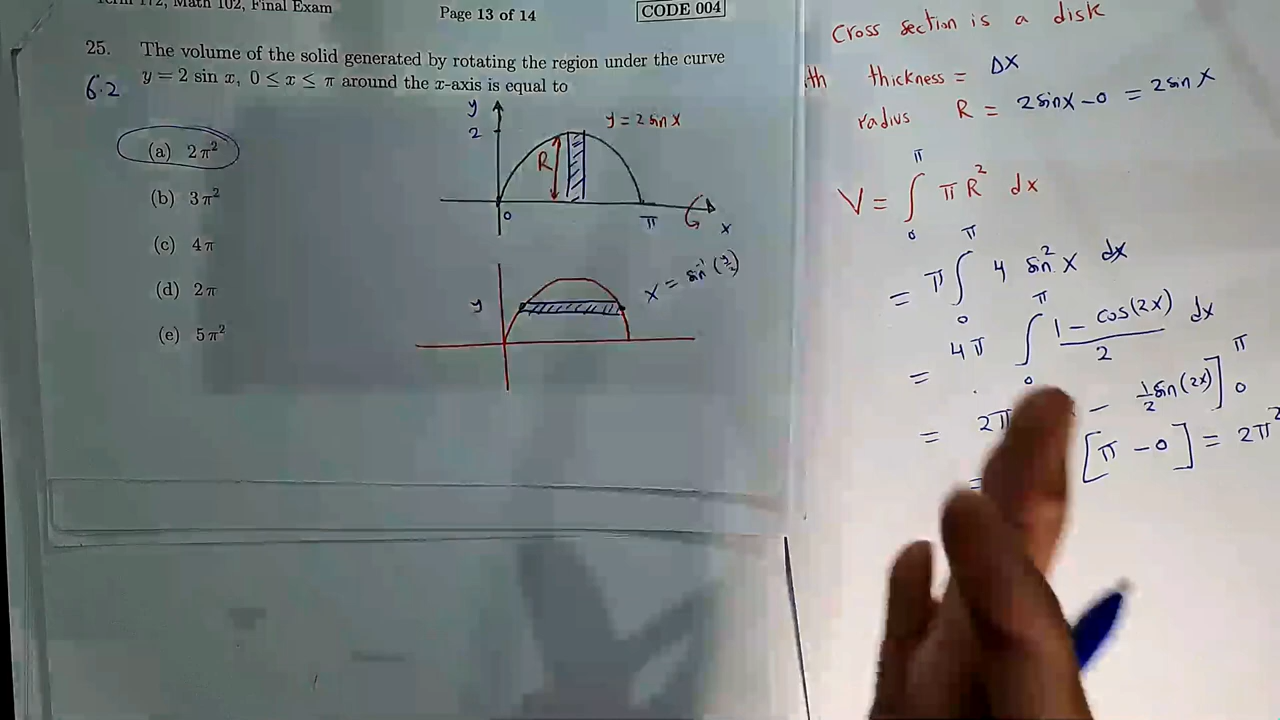 Term 172, Math 102, Final Exam
Page 13 of 14
CODE 004
25. The volume of the solid generated by rotating the region under the curve
y = 2 sin x, 0 ≤ x ≤ π around the x-axis is equal to
6.2
(a) 2π²
(b) 3π²
(c) 4π
(d) 2π
(e) 5π²
y
2
y = 2 sin x
R
0
π
x
y
x = sin⁻¹(y/2)
Cross section is a disk
thickness = Δx
radius R = 2sinx - 0 = 2sin x
V = ∫₀^π π R² dx
= π ∫₀^π 4 sin² x dx
= 4π ∫₀^π (1 - cos(2x))/2 dx
= 2π - 1/2 sin(2x)]₀^π
= [π - 0] = 2π²